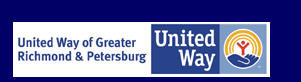 United Way of Greater
Richmond & Petersburg
United
Way